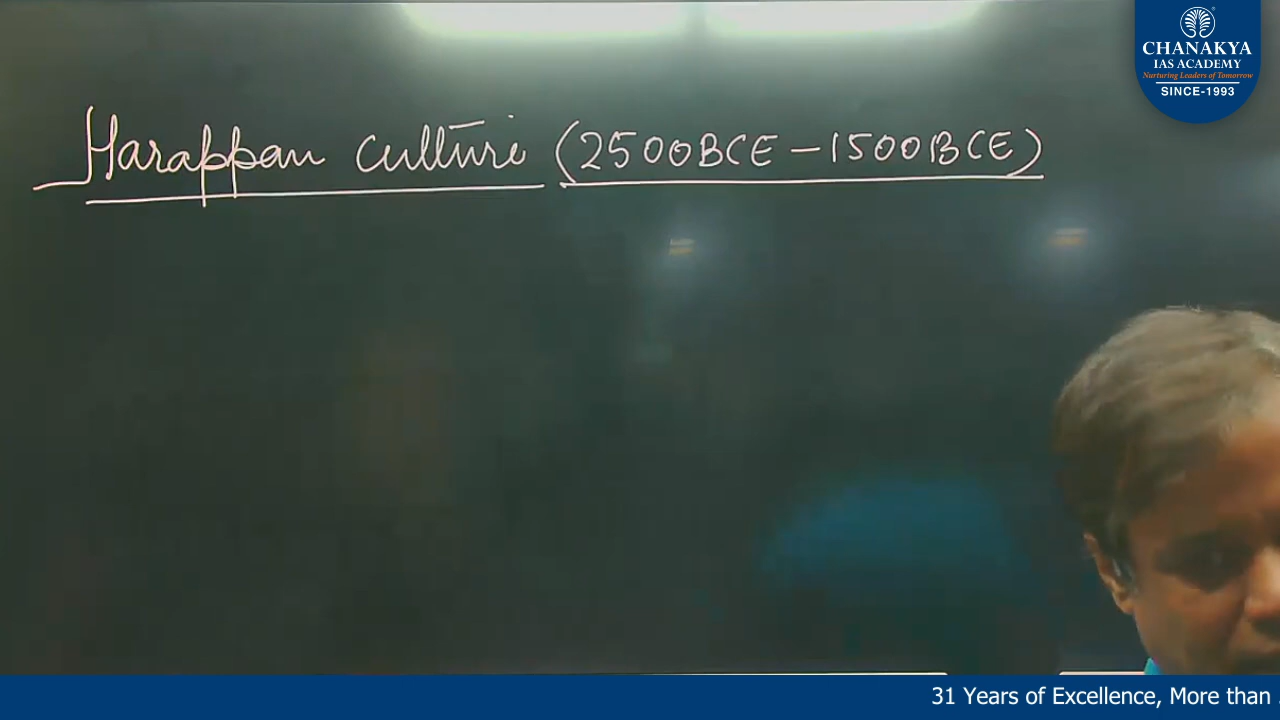 CHANAKYA
IAS ACADEMY
Nurturing Leaders of Tomorrow
SINCE-1993
Harappan culture (2500BCE – 1500BCE)
31 Years of Excellence, More than